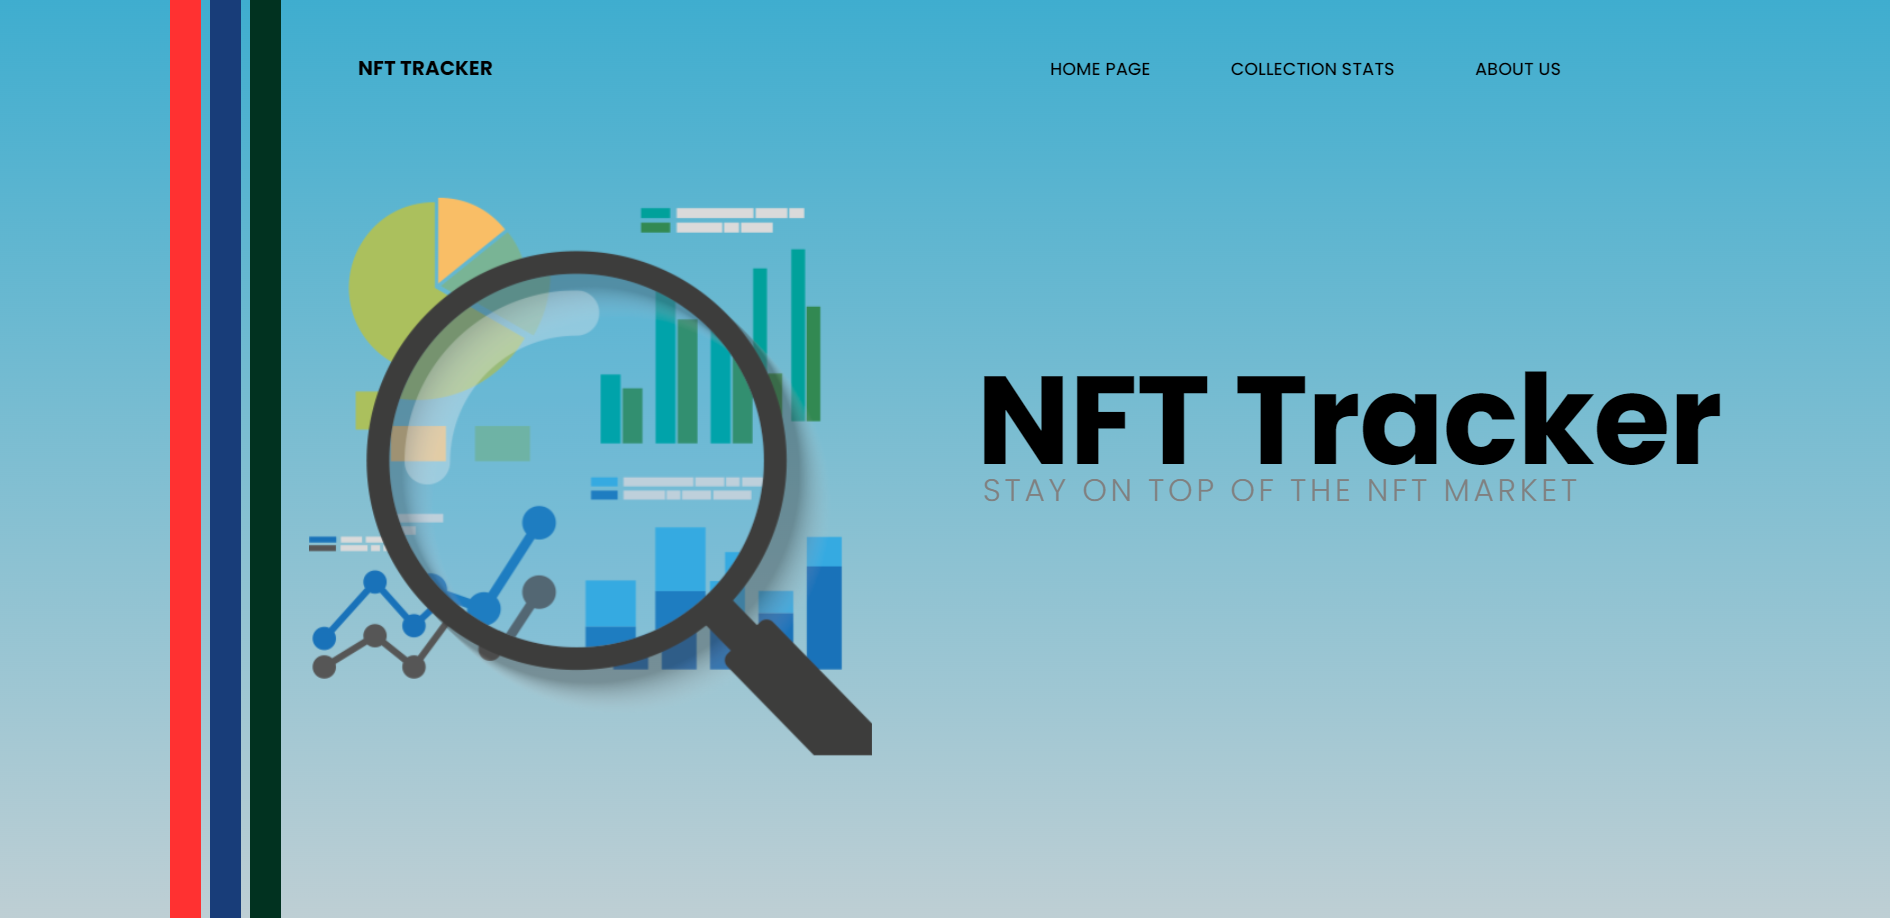 NFT TRACKER
HOME PAGE
COLLECTION STATS
ABOUT US
NFT Tracker
STAY ON TOP OF THE NFT MARKET